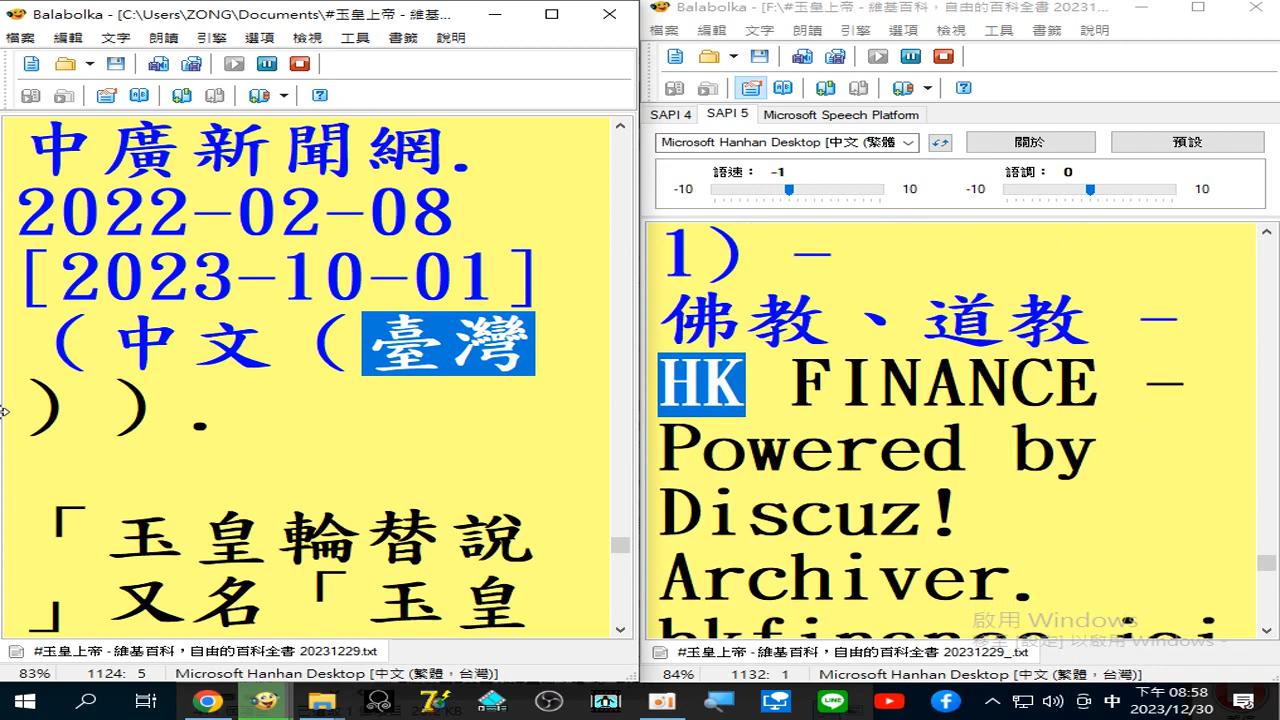 Balabolka - [C:\Users\ZONG\Documents\#玉皇上帝 - 維基...
檔案 編輯 文字 朗讀 引擎 選項 檢視 工具 書籤 說明
中廣新聞網.
2022-02-08
[2023-10-01]
（中文（臺灣
））.
「玉皇輪替說
」又名「玉皇
#玉皇上帝 - 維基百科，自由的百科全書 20231229.txt
83% 1124: 5 Microsoft Hanhan Desktop [中文 (繁體，台灣)]
Balabolka - [F:\#玉皇上帝 - 維基百科，自由的百科全書 20231...
檔案 編輯 文字 朗讀 引擎 選項 檢視 工具 書籤 說明
SAPI 4 SAPI 5 Microsoft Speech Platform
Microsoft Hanhan Desktop [中文 (繁體 關於 預設
語速： -1 語調： 0
-10 10 -10 10
1） -
佛教、道教 -
HK FINANCE -
Powered by
Discuz!
Archiver.
啟用 Windows
移至 [設定] 以啟用 Windows。
#玉皇上帝 - 維基百科，自由的百科全書 20231229_.txt
84% 1132: 1 Microsoft Hanhan Desktop [中文 (繁體，台灣)]
中 下午 08:58
2023/12/30